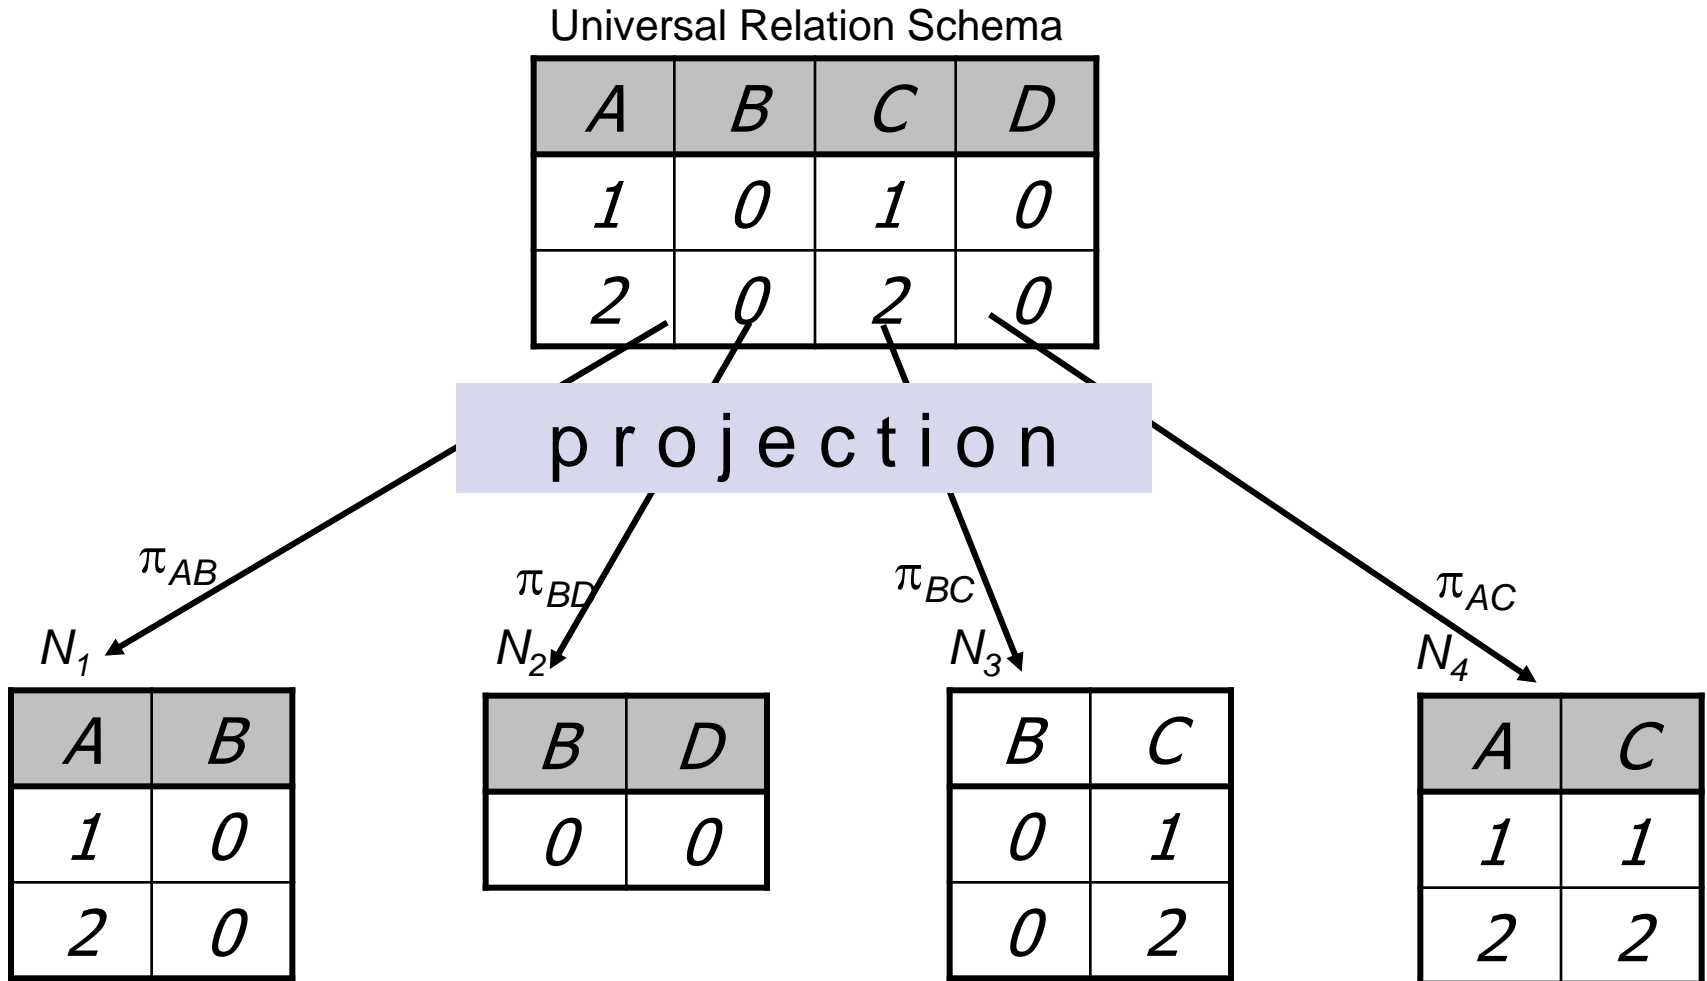 Universal Relation Schema
A B C D
1 0 1 0
2 0 2 0
projection
π_AB π_BD π_BC π_AC
N_1 N_2 N_3 N_4
A B
1 0
2 0
B D
0 0
B C
0 1
0 2
A C
1 1
2 2